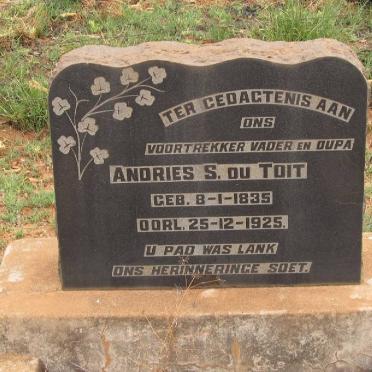 TER GEDAGTENIS AAN
ONS
VOORTREKKER VADER EN OUPA
ANDRIES S. DU TOIT
GEB. 8-1-1835
OORL. 25-12-1925.
U PAD WAS LANK
ONS HERINNERINGE SOET.